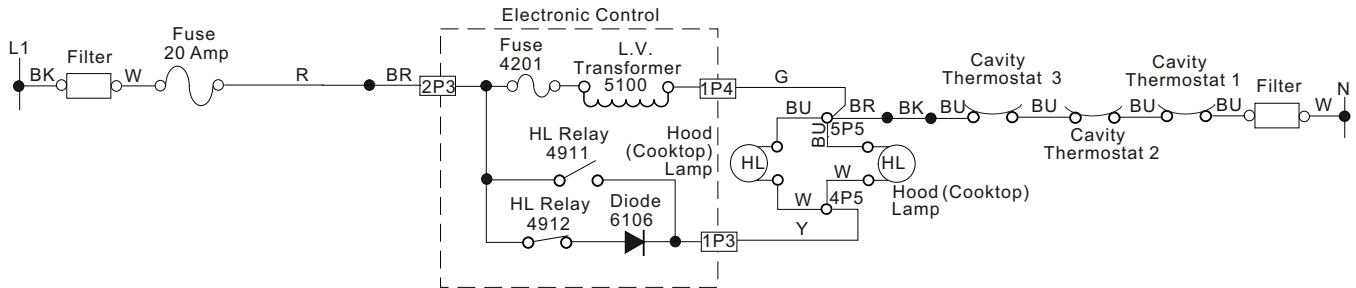 Electronic Control
L1
Filter
Fuse
20 Amp
BK
W
R
BR
2P3
Fuse
4201
L.V.
Transformer
5100
1P4
G
HL Relay
4911
Hood
(Cooktop)
Lamp
HL Relay
4912
Diode
6106
1P3
BU
BU
5P5
BR
BK
HL
HL
W
W
4P5
Y
Hood (Cooktop)
Lamp
BU
Cavity
Thermostat 3
BU
Cavity
Thermostat 2
BU
Cavity
Thermostat 1
BU
Filter
W
N